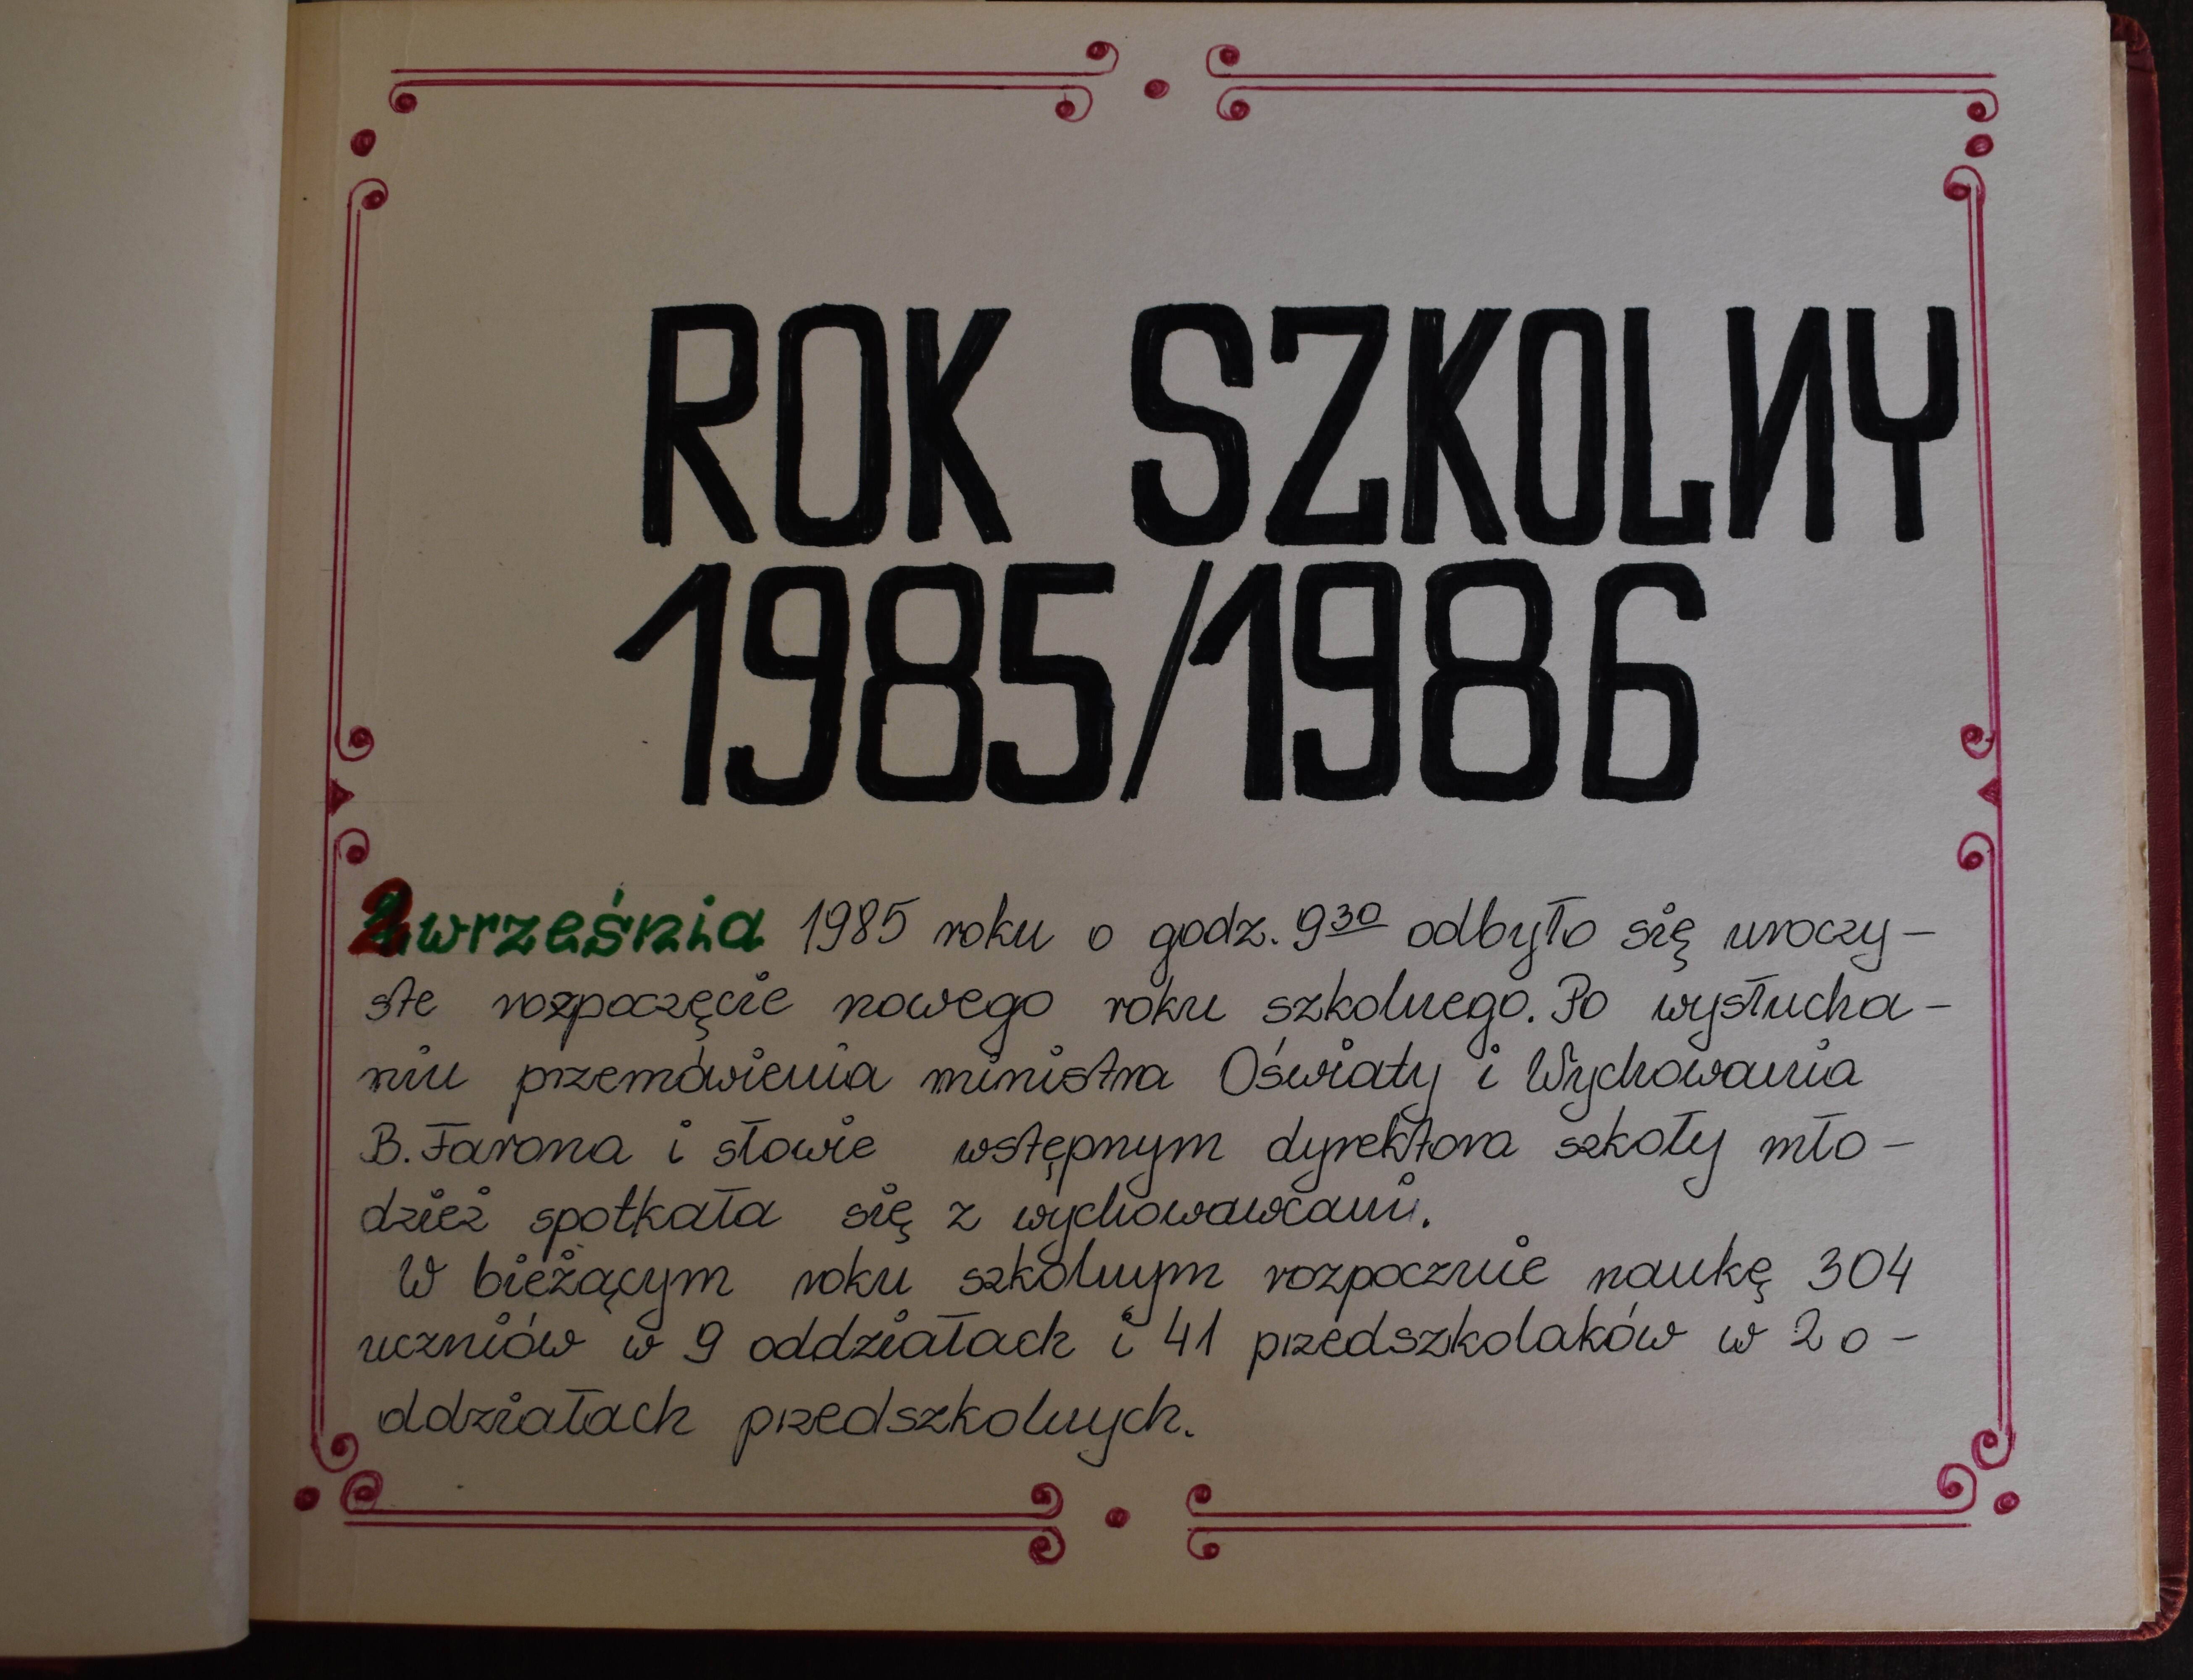 ROK SZKOLNY
1985/1986
2 września 1985 roku o godz. 9³⁰ odbyło się uroczy-
ste rozpoczęcie nowego roku szkolnego. Po wysłucha-
niu przemówienia ministra Oświaty i Wychowania
B. Farona i słowie wstępnym dyrektora szkoły mło-
dzież spotkała się z wychowawcami.
W bieżącym roku szkolnym rozpocznie naukę 304
uczniów w 9 oddziałach i 41 przedszkolaków w 2 o-
ddziałach przedszkolnych.